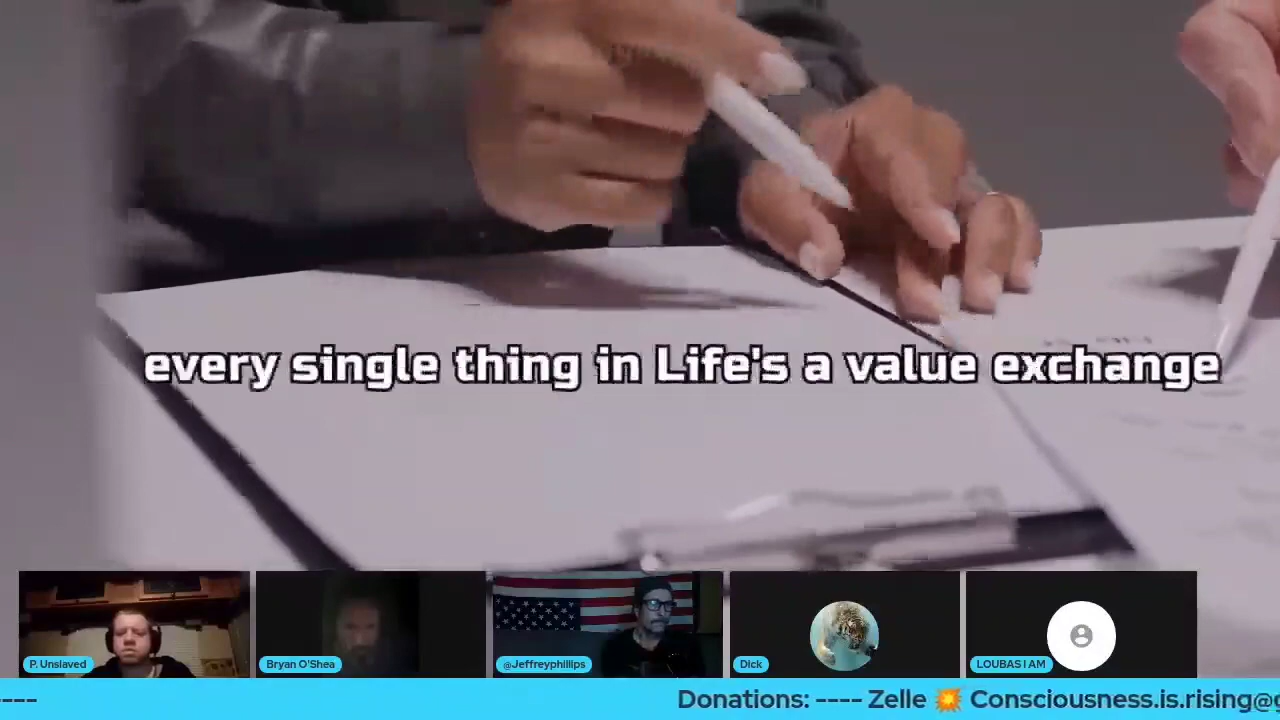 every single thing in Life's a value exchange
P. Unslaved
Bryan O'Shea
@Jeffreyphillips
Dick
LOUBAS I AM
---- Donations: ---- Zelle 💥 Consciousness.is.rising@g